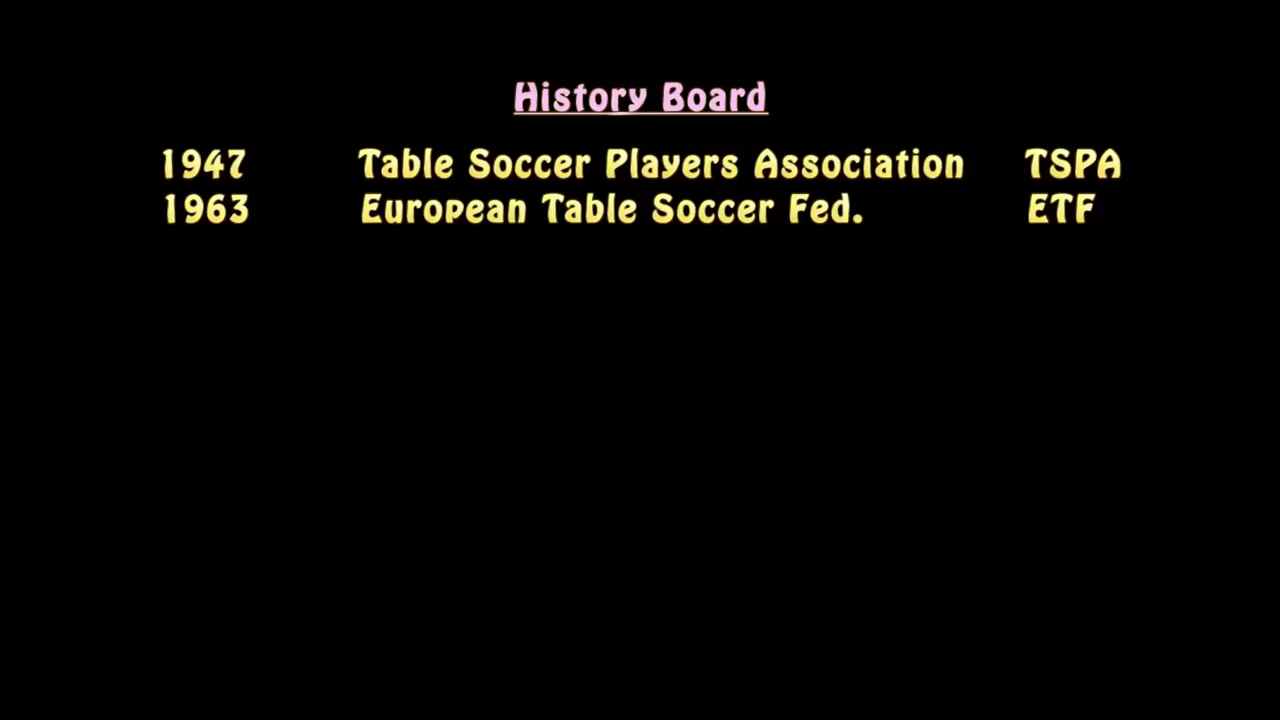 History Board
1947 Table Soccer Players Association TSPA
1963 European Table Soccer Fed. ETF